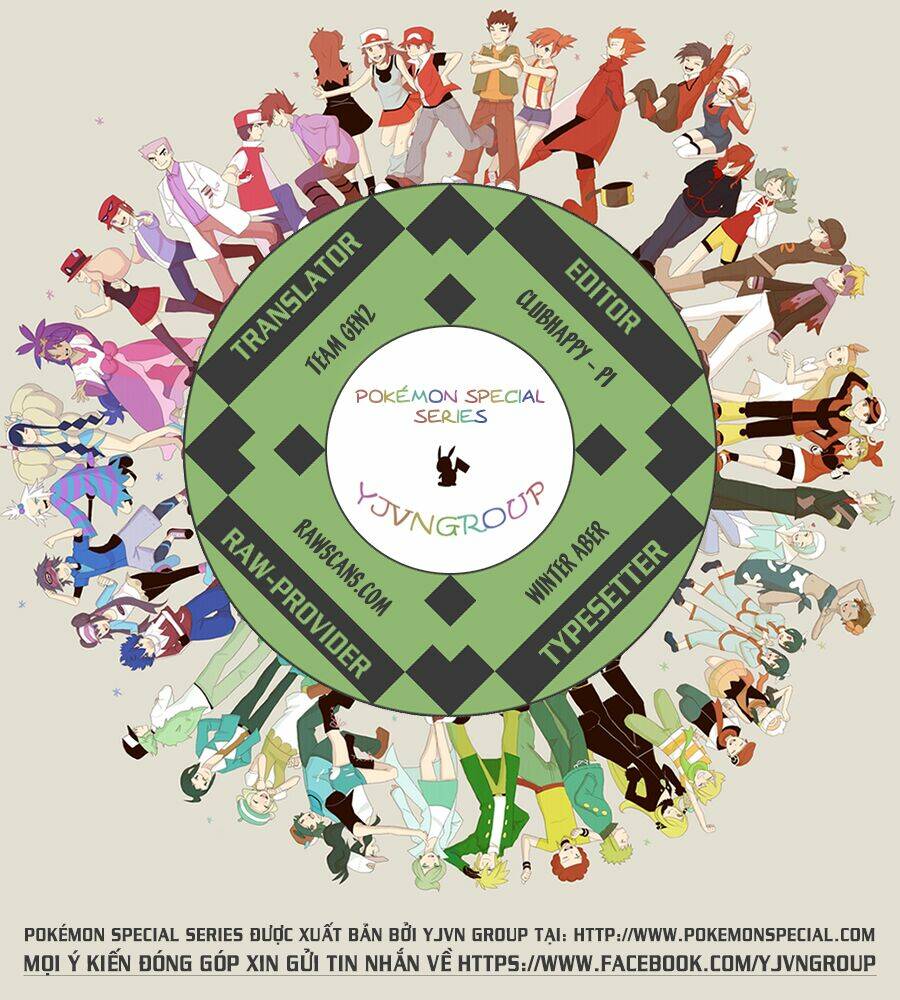 TRANSLATOR
TEAM GEN2
EDITOR
CLUBHAPPY - P1
POKÉMON SPECIAL
SERIES
YJVNGROUP
RAWSCANS.COM
RAW-PROVIDER
WINTER ABER
TYPESETTER
POKÉMON SPECIAL SERIES ĐƯỢC XUẤT BẢN BỞI YJVN GROUP TẠI: HTTP://WWW.POKEMONSPECIAL.COM
MỌI Ý KIẾN ĐÓNG GÓP XIN GỬI TIN NHẮN VỀ HTTPS://WWW.FACEBOOK.COM/YJVNGROUP